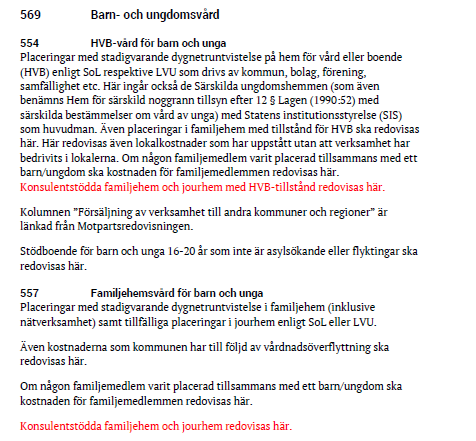 569 Barn- och ungdomsvård
554 HVB-vård för barn och unga
Placeringar med stadigvarande dygnetruntvistelse på hem för vård eller boende
(HVB) enligt SoL respektive LVU som drivs av kommun, bolag, förening,
samfällighet etc. Här ingår också de Särskilda ungdomshemmen (som även
benämns Hem för särskild noggrann tillsyn efter 12 § Lagen (1990:52) med
särskilda bestämmelser om vård av unga) med Statens institutionsstyrelse (SIS)
som huvudman. Även placeringar i familjehem med tillstånd för HVB ska redovisas
här. Här redovisas även lokalkostnader som har uppstått utan att verksamhet har
bedrivits i lokalerna. Om någon familjemedlem varit placerad tillsammans med ett
barn/ungdom ska kostnaden för familjemedlemmen redovisas här.
Konsulentstödda familjehem och jourhem med HVB-tillstånd redovisas här.
Kolumnen ”Försäljning av verksamhet till andra kommuner och regioner” är
länkad från Motpartsredovisningen.
Stödboende för barn och unga 16-20 år som inte är asylsökande eller flyktingar ska
redovisas här.
557 Familjehemsvård för barn och unga
Placeringar med stadigvarande dygnetruntvistelse i familjehem (inklusive
nätverksamhet) samt tillfälliga placeringar i jourhem enligt SoL eller LVU.
Även kostnaderna som kommunen har till följd av vårdnadsöverflyttning ska
redovisas här.
Om någon familjemedlem varit placerad tillsammans med ett barn/ungdom ska
kostnaden för familjemedlemmen redovisas här.
Konsulentstödda familjehem och jourhem redovisas här.